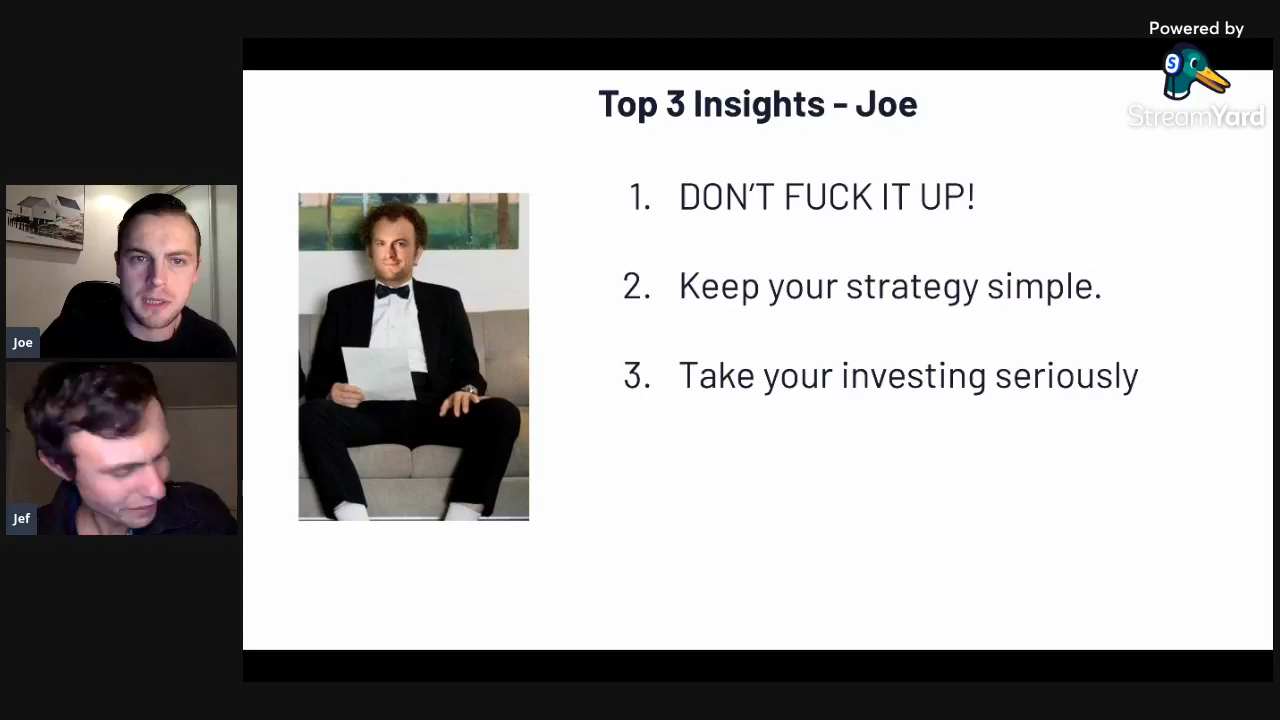 Powered by
StreamYard
Top 3 Insights - Joe
1. DON'T FUCK IT UP!
2. Keep your strategy simple.
3. Take your investing seriously
Joe
Jef
S